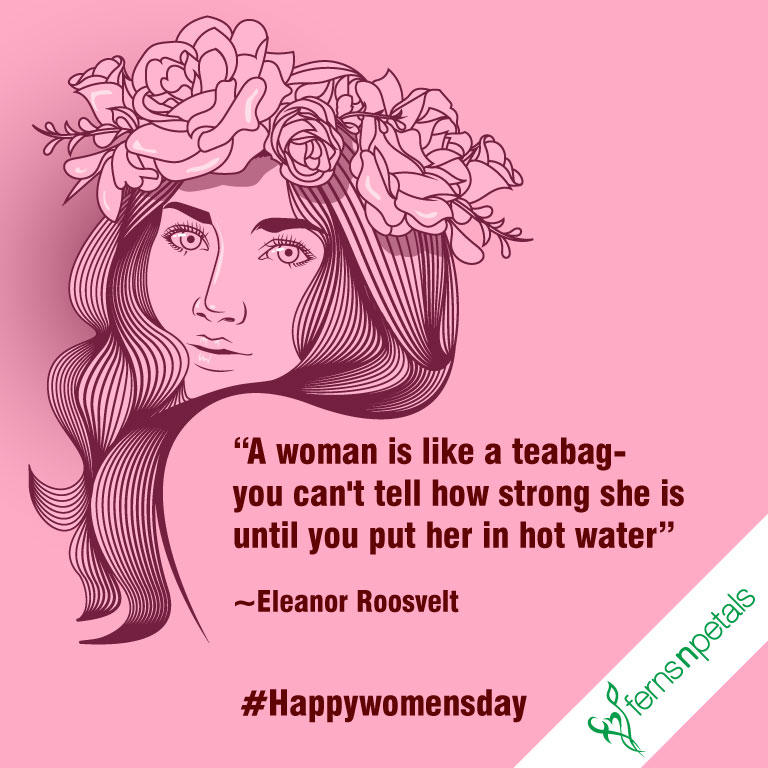 “A woman is like a teabag-
you can't tell how strong she is
until you put her in hot water”
~Eleanor Roosvelt
#Happywomensday
fernsnpetals